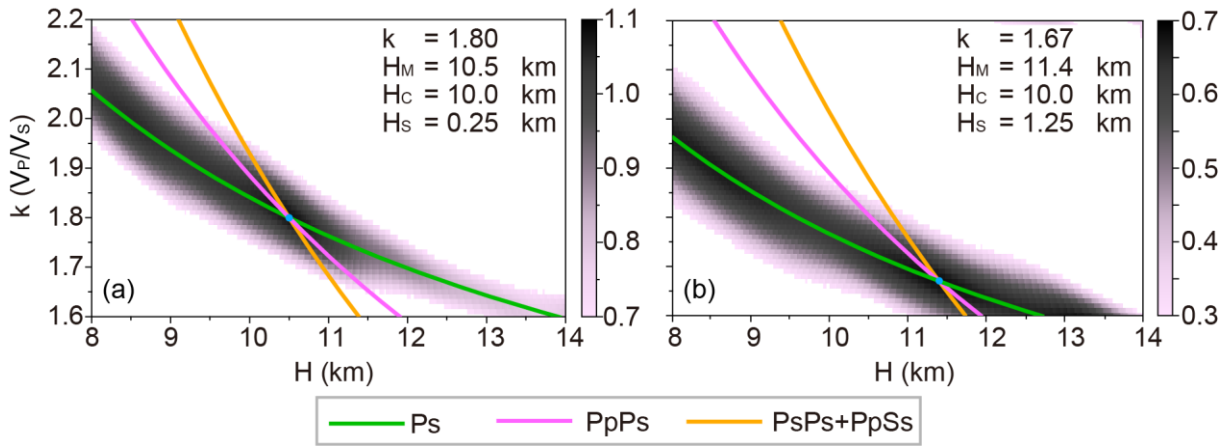 k (VP/VS)
2.2
2.1
2.0
1.9
1.8
1.7
1.6
k = 1.80
HM = 10.5 km
HC = 10.0 km
HS = 0.25 km
(a)
8 9 10 11 12 13 14
H (km)
1.1
1.0
0.9
0.8
0.7
k = 1.67
HM = 11.4 km
HC = 10.0 km
HS = 1.25 km
(b)
8 9 10 11 12 13 14
H (km)
0.7
0.6
0.5
0.4
0.3
Ps PpPs PsPs+PpSs